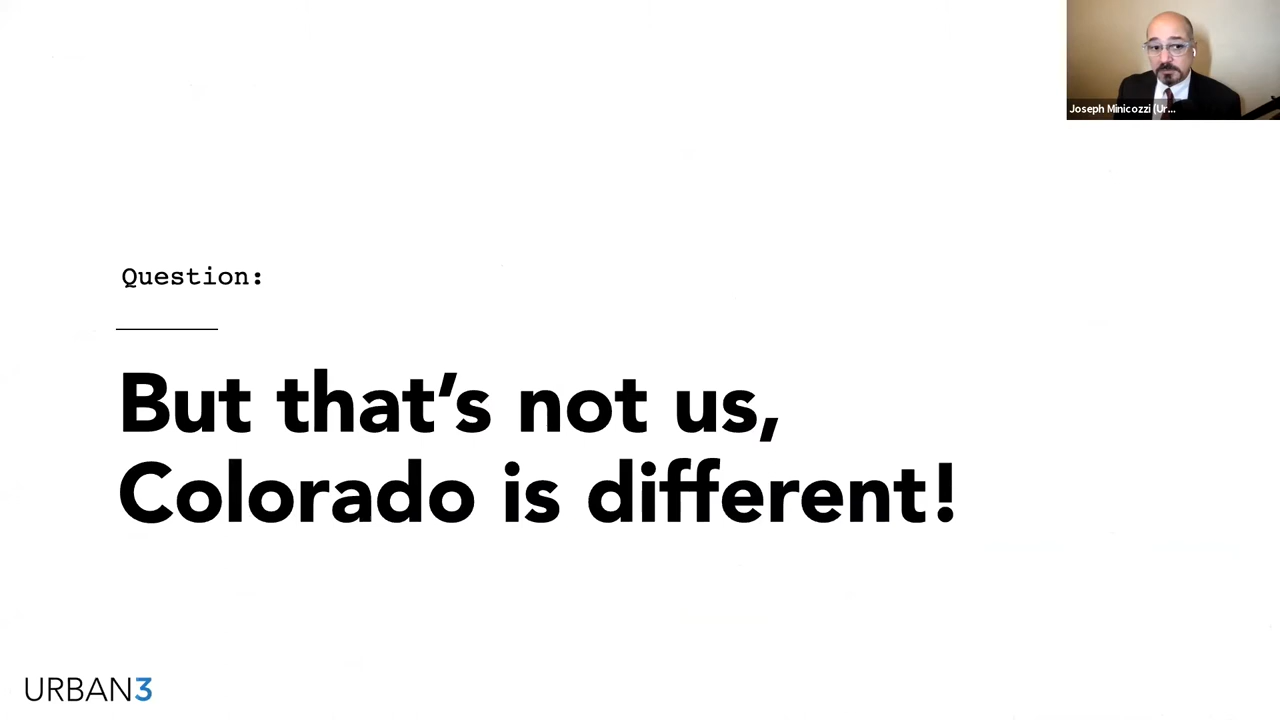 Joseph Minicozzi (Ur...
Question:
But that's not us,
Colorado is different!
URBAN3